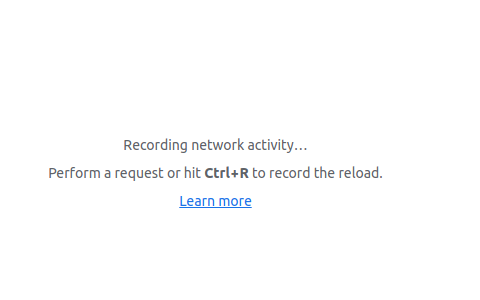 Recording network activity…
Perform a request or hit Ctrl+R to record the reload.
Learn more